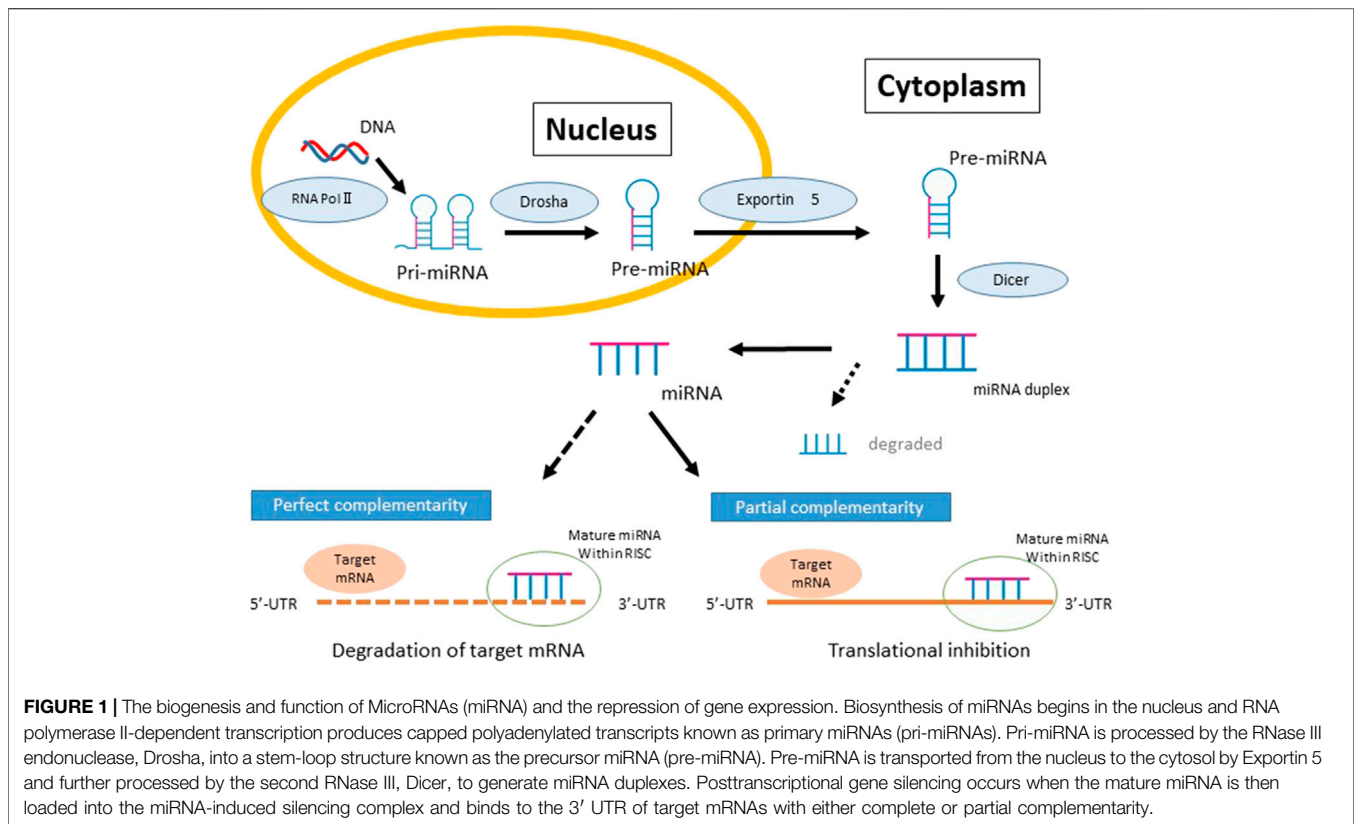 Cytoplasm
Nucleus
DNA
Pre-miRNA
RNA Pol Ⅱ
Drosha
Exportin 5
Pri-miRNA
Pre-miRNA
Dicer
miRNA
miRNA duplex
degraded
Perfect complementarity
Partial complementarity
Mature miRNA
Within RISC
Target
mRNA
5′-UTR
3′-UTR
Degradation of target mRNA
Mature miRNA
Within RISC
Target
mRNA
5′-UTR
3′-UTR
Translational inhibition
FIGURE 1 | The biogenesis and function of MicroRNAs (miRNA) and the repression of gene expression. Biosynthesis of miRNAs begins in the nucleus and RNA
polymerase II-dependent transcription produces capped polyadenylated transcripts known as primary miRNAs (pri-miRNAs). Pri-miRNA is processed by the RNase III
endonuclease, Drosha, into a stem-loop structure known as the precursor miRNA (pre-miRNA). Pre-miRNA is transported from the nucleus to the cytosol by Exportin 5
and further processed by the second RNase III, Dicer, to generate miRNA duplexes. Posttranscriptional gene silencing occurs when the mature miRNA is then
loaded into the miRNA-induced silencing complex and binds to the 3′ UTR of target mRNAs with either complete or partial complementarity.